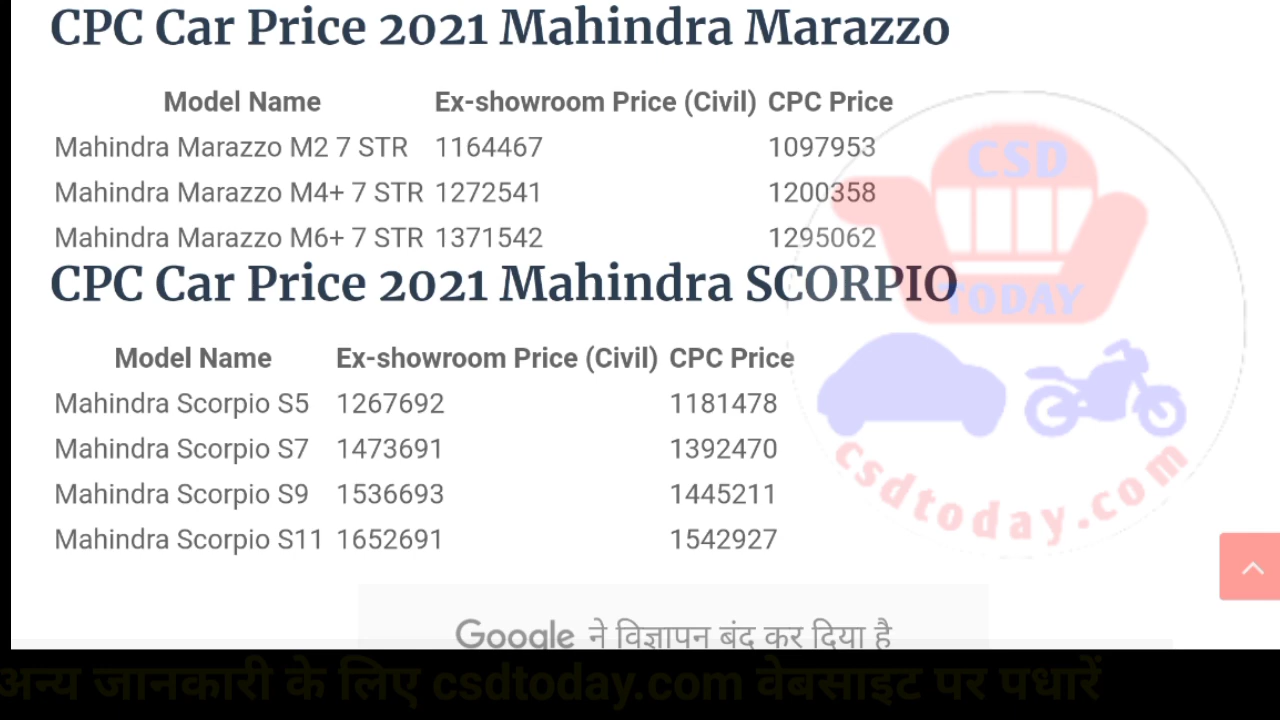 CPC Car Price 2021 Mahindra Marazzo
Model Name Ex-showroom Price (Civil) CPC Price
Mahindra Marazzo M2 7 STR 1164467 1097953
Mahindra Marazzo M4+ 7 STR 1272541 1200358
Mahindra Marazzo M6+ 7 STR 1371542 1295062
CPC Car Price 2021 Mahindra SCORPIO
Model Name Ex-showroom Price (Civil) CPC Price
Mahindra Scorpio S5 1267692 1181478
Mahindra Scorpio S7 1473691 1392470
Mahindra Scorpio S9 1536693 1445211
Mahindra Scorpio S11 1652691 1542927
CSD
TODAY
csdtoday.com
Google ने विज्ञापन बंद कर दिया है
अन्य जानकारी के लिए csdtoday.com वेबसाइट पर पधारें